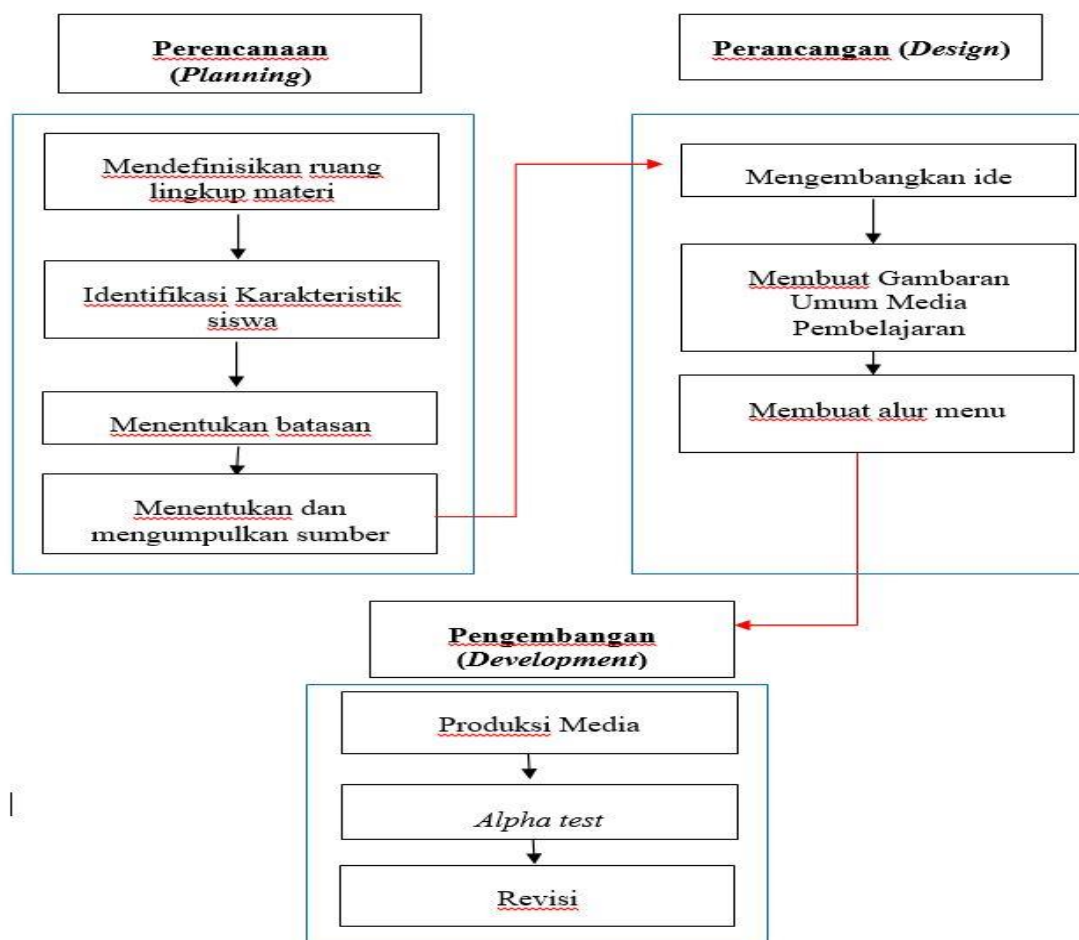 Perencanaan
(Planning)
Mendefinisikan ruang
lingkup materi
Identifikasi Karakteristik
siswa
Menentukan batasan
Menentukan dan
mengumpulkan sumber
Perancangan (Design)
Mengembangkan ide
Membuat Gambaran
Umum Media
Pembelajaran
Membuat alur menu
Pengembangan
(Development)
Produksi Media
Alpha test
Revisi